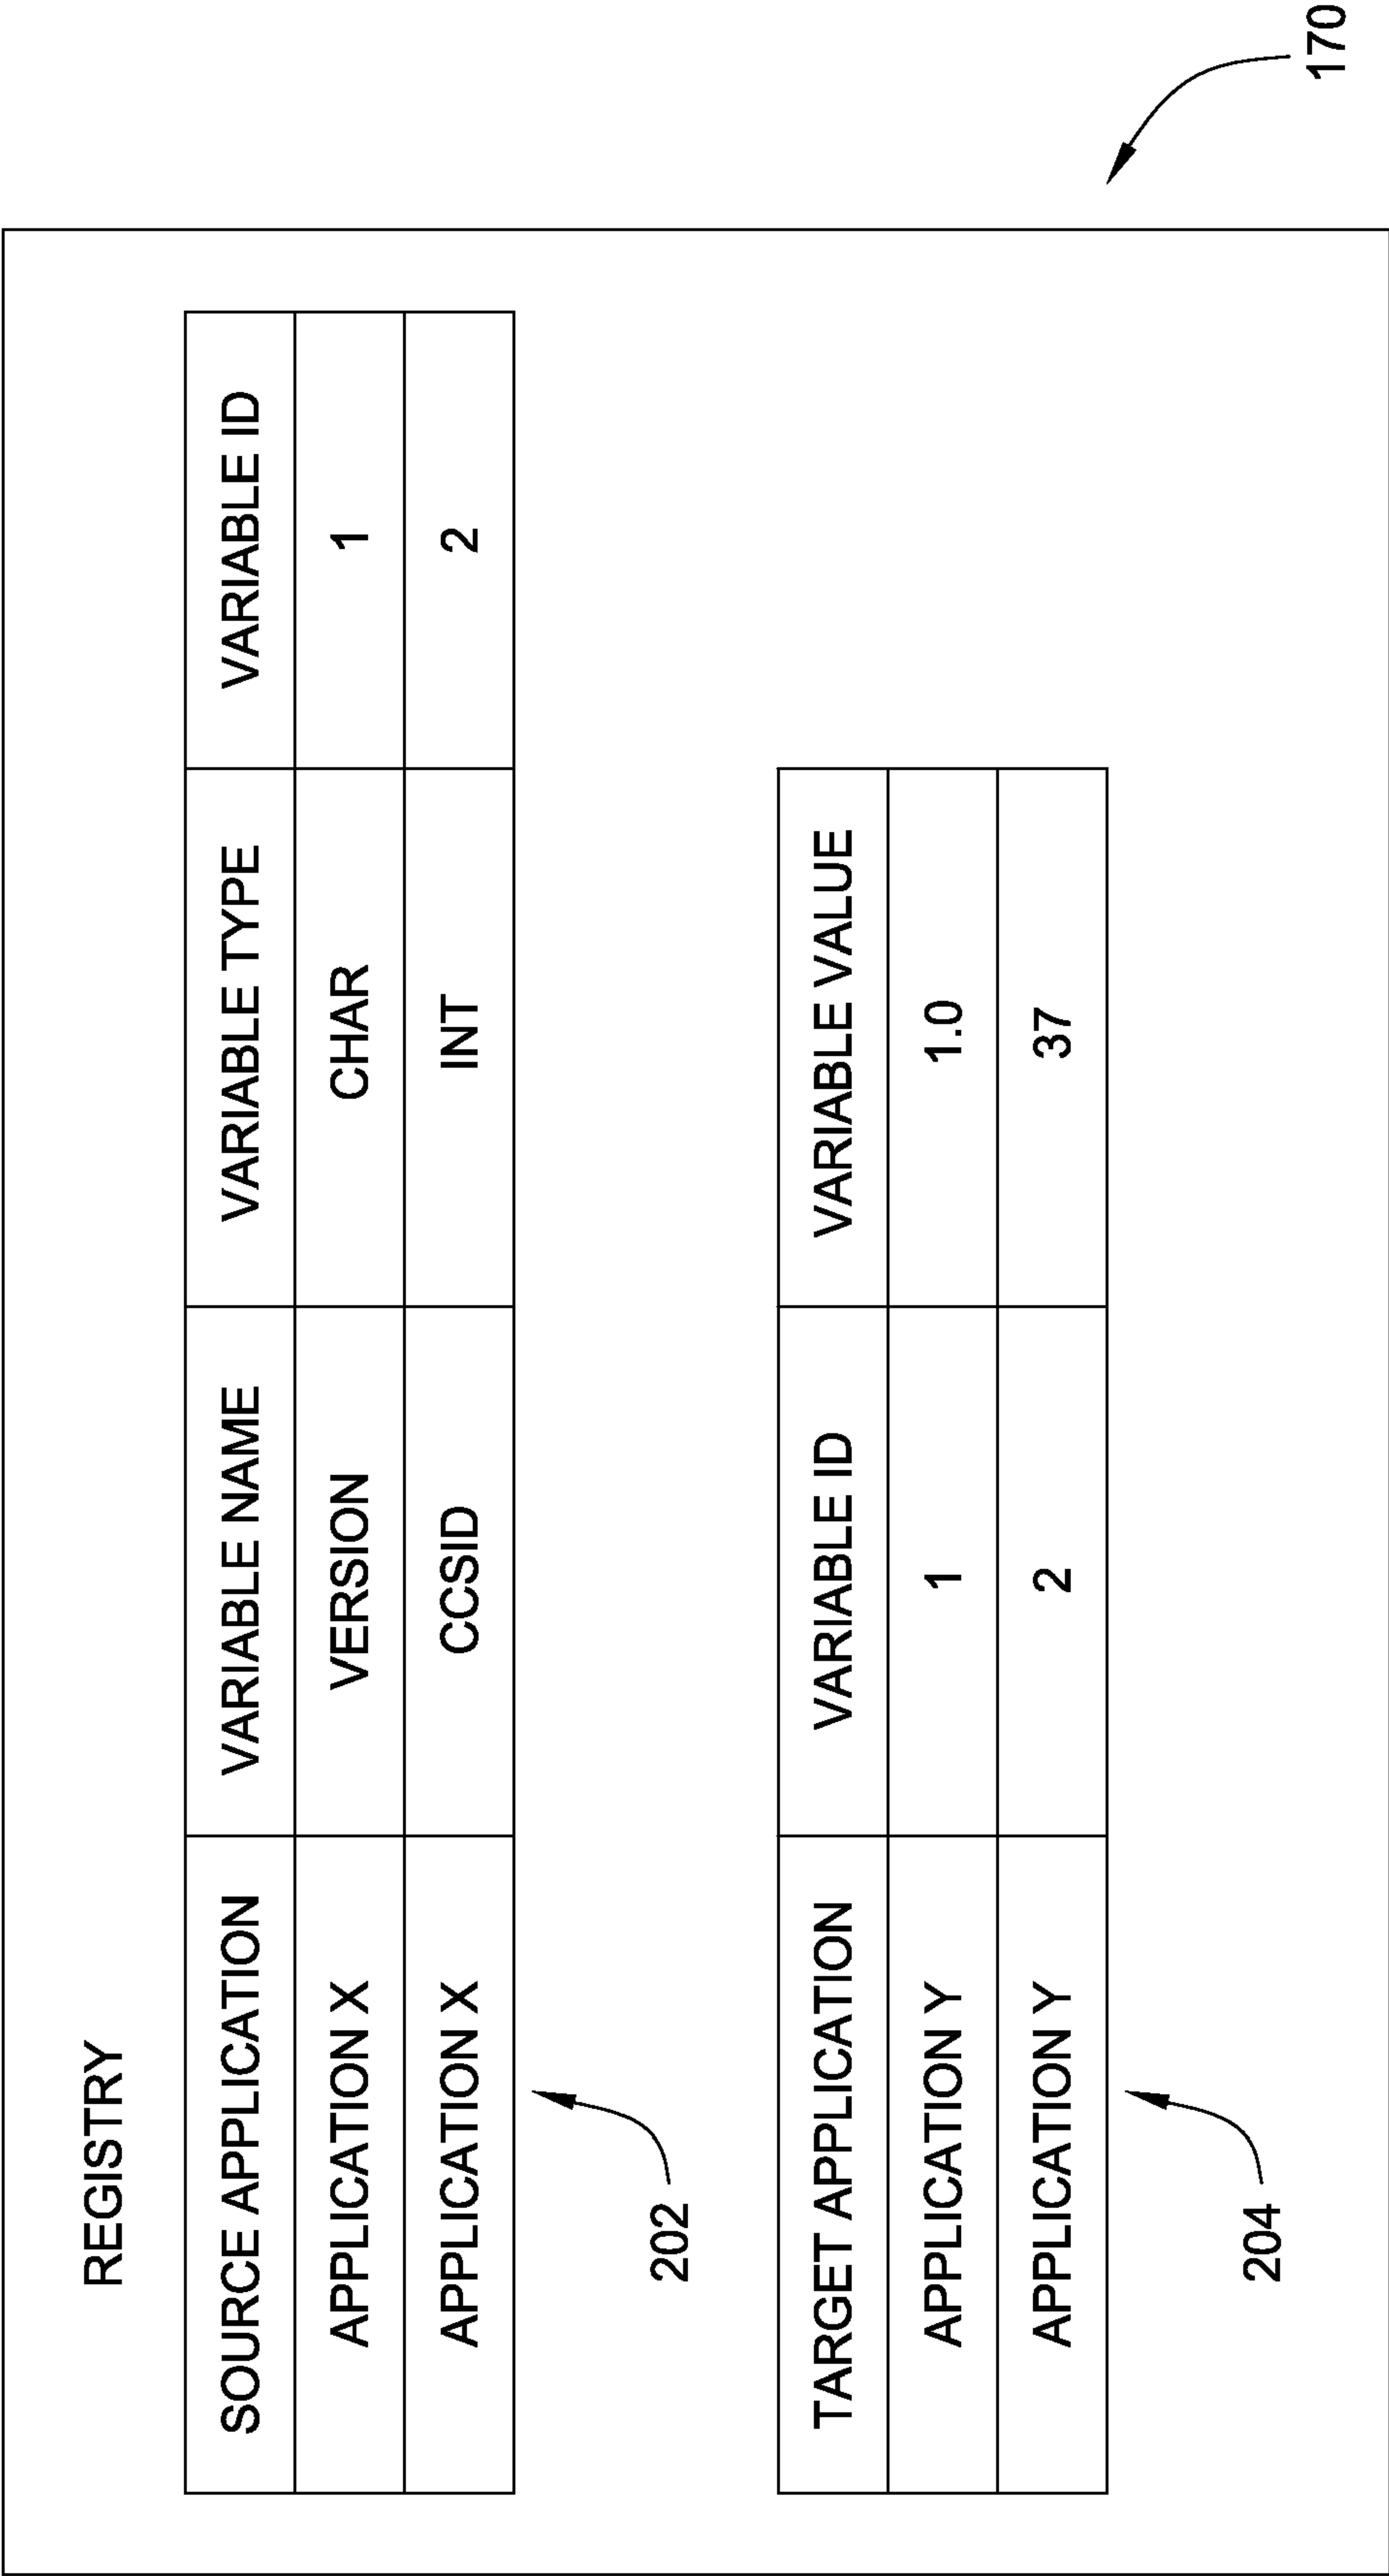 REGISTRY
SOURCE APPLICATION VARIABLE NAME VARIABLE TYPE VARIABLE ID
APPLICATION X VERSION CHAR 1
APPLICATION X CCSID INT 2
202
TARGET APPLICATION VARIABLE ID VARIABLE VALUE
APPLICATION Y 1 1.0
APPLICATION Y 2 37
204
170